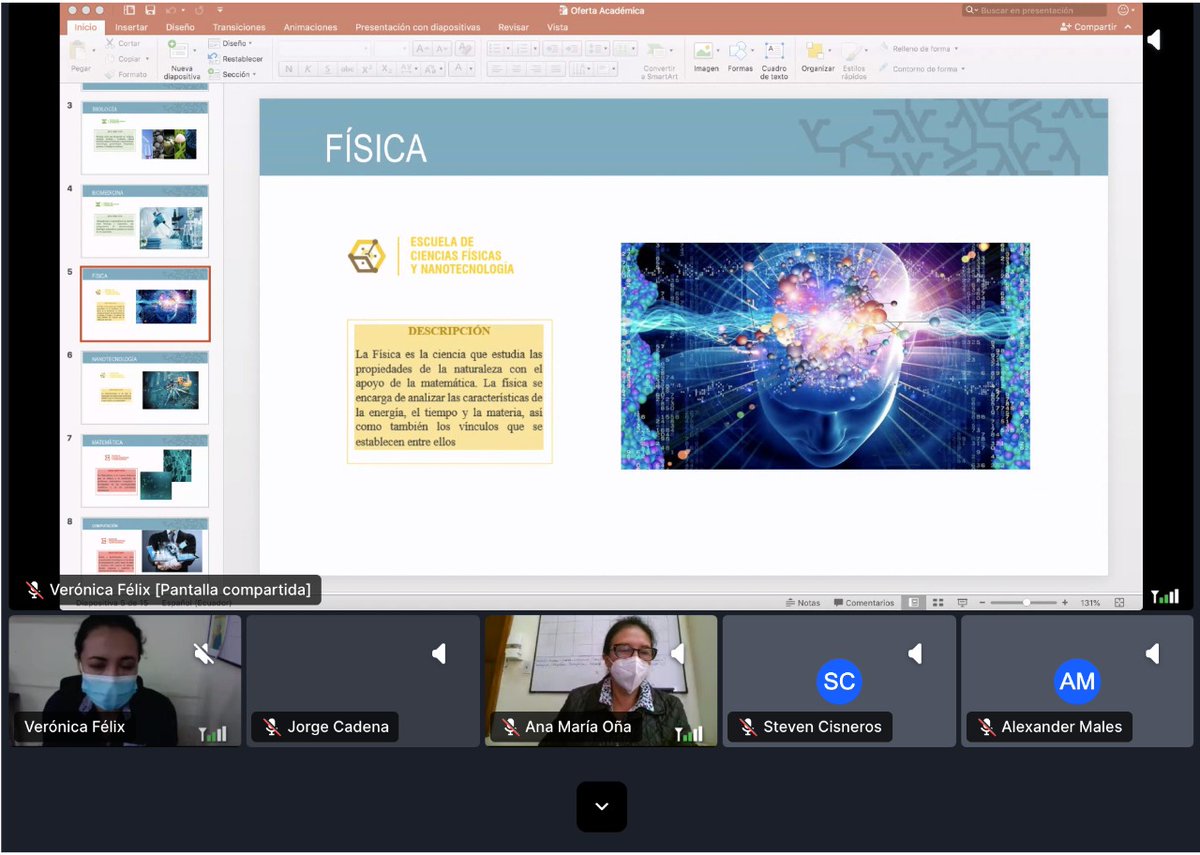 Oferta Académica
Buscar en presentación
Inicio
Insertar
Diseño
Transiciones
Animaciones
Presentación con diapositivas
Revisar
Vista
Compartir
Pegar
Cortar
Copiar
Formato
Nueva
diapositiva
Diseño
Restablecer
Sección
Convertir
a SmartArt
Imagen
Formas
Cuadro
de texto
Organizar
Estilos
rápidos
Relleno de forma
Contorno de forma
3
BIOLOGÍA
4
BIOMEDICINA
5
FÍSICA
6
NANOTECNOLOGÍA
7
MATEMÁTICA
8
COMPUTACIÓN
FÍSICA
ESCUELA DE
CIENCIAS FÍSICAS
Y NANOTECNOLOGÍA
DESCRIPCIÓN
La Física es la ciencia que estudia las
propiedades de la naturaleza con el
apoyo de la matemática. La física se
encarga de analizar las características de
la energía, el tiempo y la materia, así
como también los vínculos que se
establecen entre ellos
Verónica Félix [Pantalla compartida]
Notas
Comentarios
131%
Verónica Félix
Jorge Cadena
Ana María Oña
SC
Steven Cisneros
AM
Alexander Males